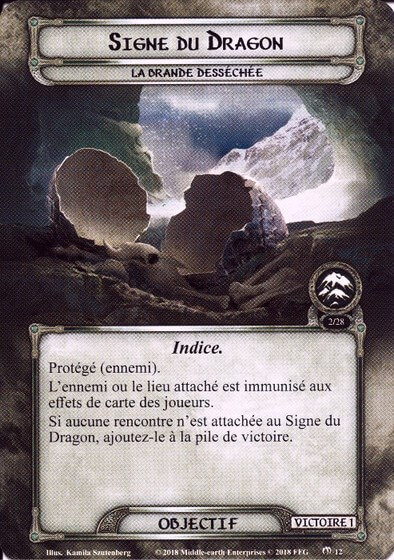 Signe du Dragon
La Brande Desséchée
2/28
Indice.
Protégé (ennemi).
L'ennemi ou le lieu attaché est immunisé aux
effets de carte des joueurs.
Si aucune rencontre n'est attachée au Signe du
Dragon, ajoutez-le à la pile de victoire.
OBJECTIF
VICTOIRE 1
Illus. Kamila Szutenberg
© 2018 Middle-earth Enterprises © 2018 FFG
12